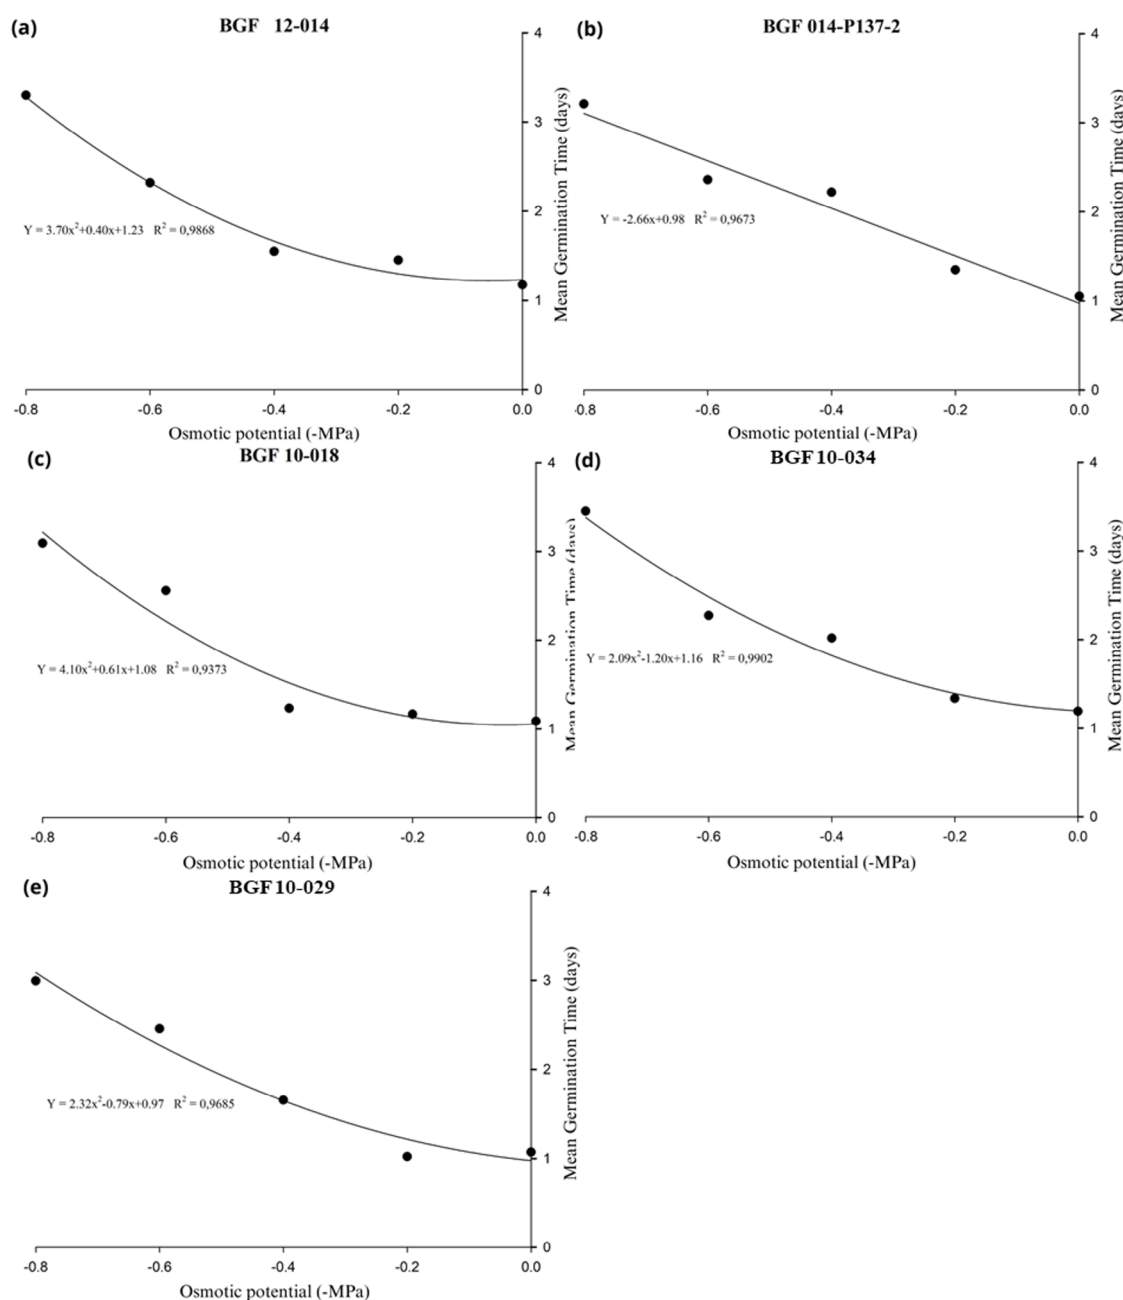 (a)
BGF 12-014
4
3
2
1
0
Mean Germination Time (days)
Y = 3.70x²+0.40x+1.23 R² = 0,9868
-0.8 -0.6 -0.4 -0.2 0.0
Osmotic potential (-MPa)
(b)
BGF 014-P137-2
4
3
2
1
0
Mean Germination Time (days)
Y = -2.66x+0.98 R² = 0,9673
0.8 -0.6 -0.4 -0.2 0.0
Osmotic potential (-MPa)
(c)
BGF 10-018
4
3
2
1
0
Mean Germination Time (days)
Y = 4.10x²+0.61x+1.08 R² = 0,9373
-0.8 -0.6 -0.4 -0.2 0.0
Osmotic potential (-MPa)
(d)
BGF 10-034
4
3
2
1
0
Mean Germination Time (days)
Y = 2.09x²-1.20x+1.16 R² = 0,9902
-0.8 -0.6 -0.4 -0.2 0.0
Osmotic potential (-MPa)
(e)
BGF 10-029
4
3
2
1
0
Mean Germination Time (days)
Y = 2.32x²-0.79x+0.97 R² = 0,9685
-0.8 -0.6 -0.4 -0.2 0.0
Osmotic potential (-MPa)